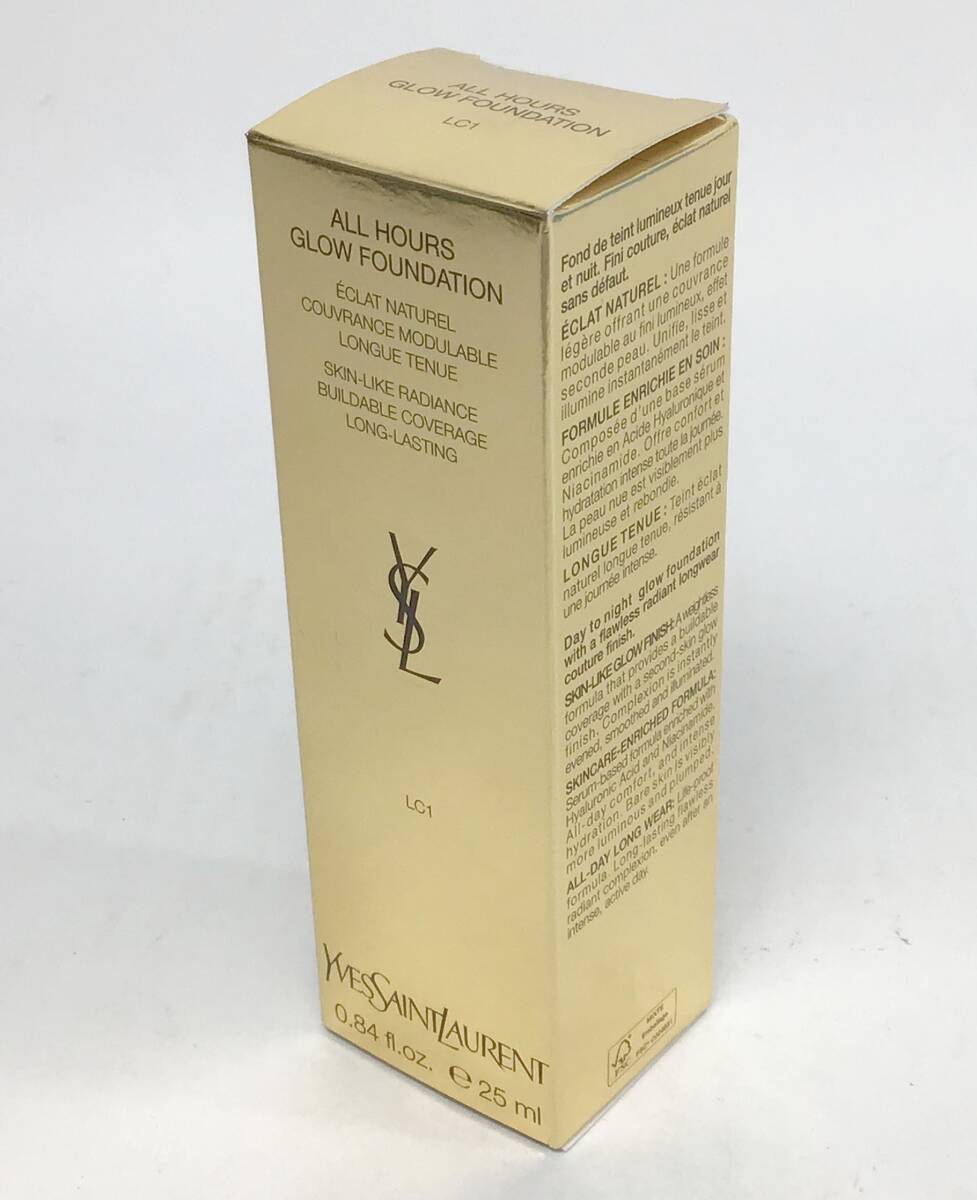 ALL HOURS
GLOW FOUNDATION
LC1
ALL HOURS
GLOW FOUNDATION
ÉCLAT NATUREL
COUVRANCE MODULABLE
LONGUE TENUE
SKIN-LIKE RADIANCE
BUILDABLE COVERAGE
LONG-LASTING
YSL
LC1
YVESSAINTLAURENT
0.84 fl.oz. e 25 ml
Fond de teint lumineux tenue jour
et nuit. Fini couture, éclat naturel
sans défaut.
ÉCLAT NATUREL : Une formule
légère offrant une couvrance
modulable au fini lumineux, effet
seconde peau. Unifie, lisse et
illumine instantanément le teint.
FORMULE ENRICHIE EN SOIN :
Composée d'une base sérum
enrichie en Acide Hyaluronique et
Niacinamide. Offre confort et
hydratation intense toute la journée.
La peau nue est visiblement plus
lumineuse et rebondie.
LONGUE TENUE : Teint éclat
naturel longue tenue, résistant à
une journée intense.
Day to night glow foundation
with a flawless radiant longwear
couture finish.
SKIN-LIKE GLOW FINISH: A weightless
formula that provides a buildable
coverage with a second-skin glow
finish. Complexion is instantly
evened, smoothed and illuminated.
SKINCARE-ENRICHED FORMULA:
Serum-based formula enriched with
Hyaluronic Acid and Niacinamide.
All-day comfort, and intense
hydration. Bare skin is visibly
more luminous and plumped.
ALL-DAY LONG WEAR: Life-proof
formula. Long-lasting flawless
radiant complexion, even after an
intense, active day.
FSC
MIXTE
Emballage